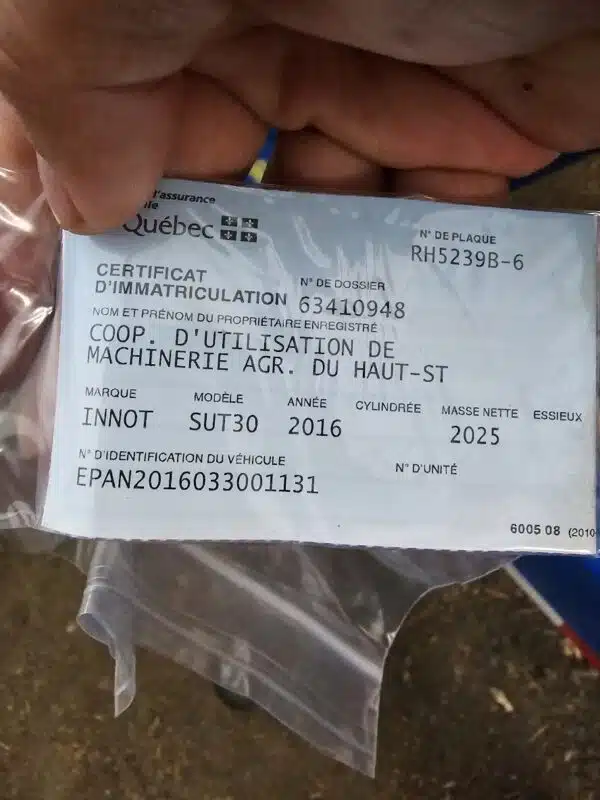 l'assurance
Québec
N° DE PLAQUE
RH5239B-6
CERTIFICAT
D'IMMATRICULATION
N° DE DOSSIER
63410948
NOM ET PRÉNOM DU PROPRIÉTAIRE ENREGISTRÉ
COOP. D'UTILISATION DE
MACHINERIE AGR. DU HAUT-ST
MARQUE MODÈLE ANNÉE CYLINDRÉE MASSE NETTE ESSIEUX
INNOT SUT30 2016 2025
N° D'IDENTIFICATION DU VÉHICULE N° D'UNITÉ
EPAN2016033001131
6005 08 (2010